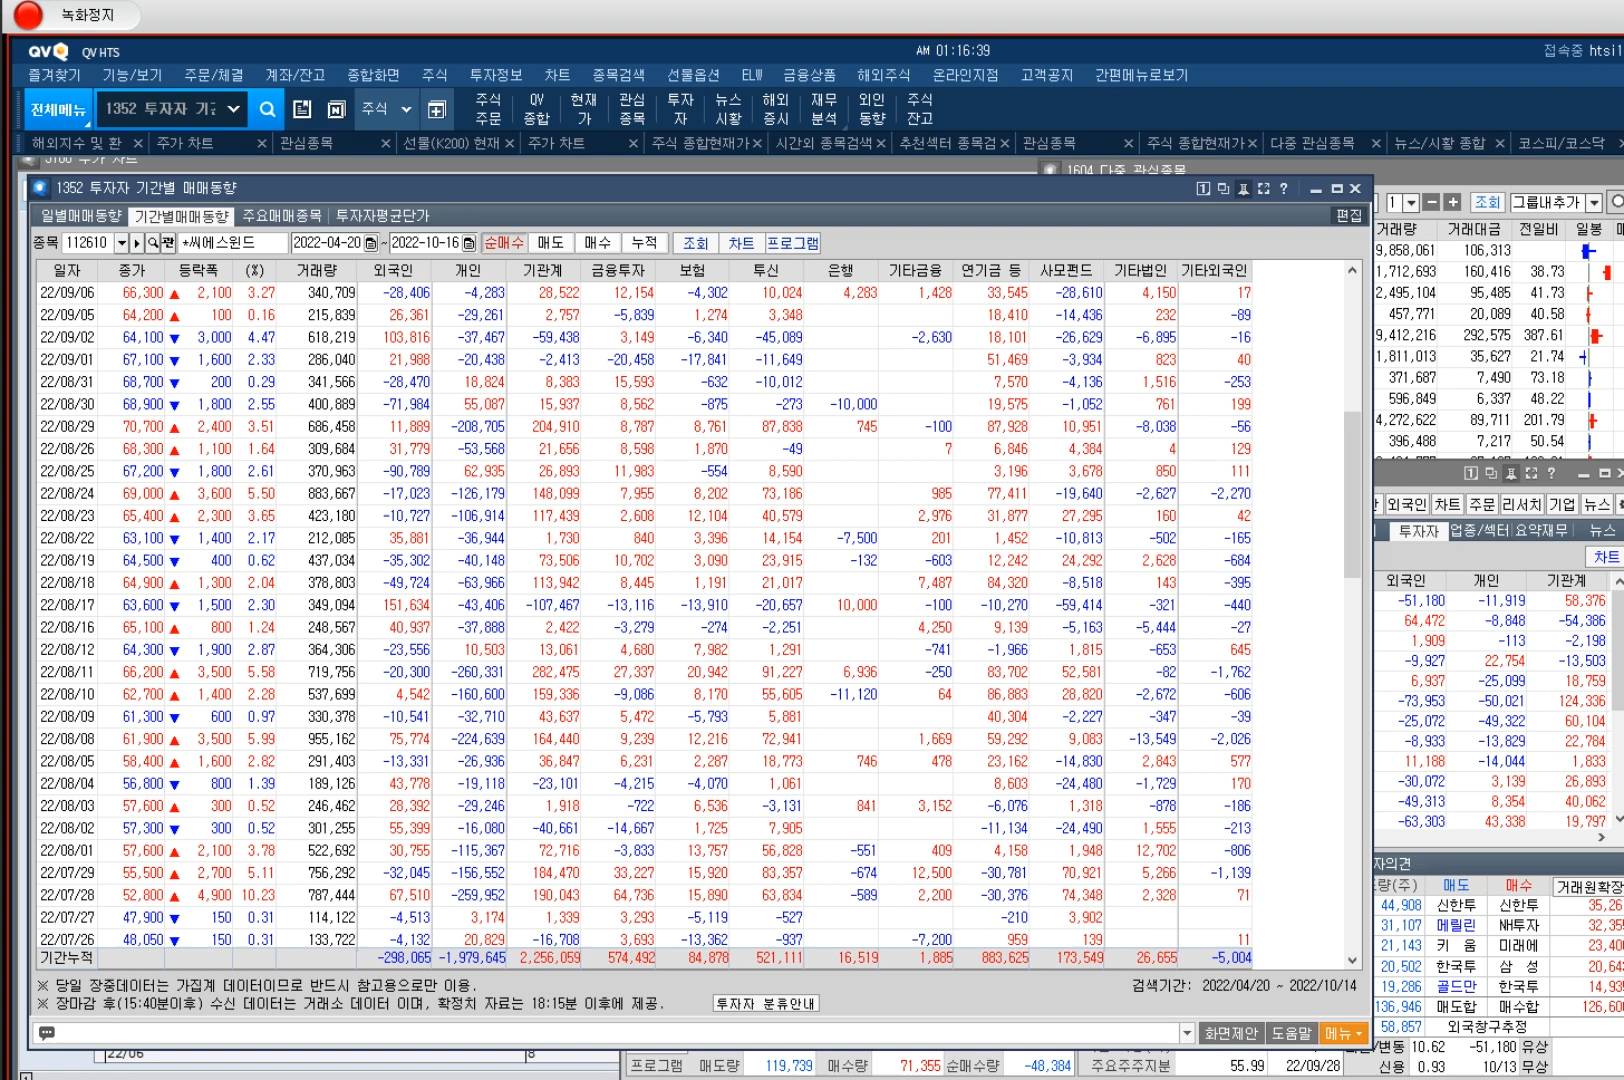 녹화정지
QV QV HTS AM 01:16:39 접속중 htsi1
즐겨찾기 기능/보기 주문/체결 계좌/잔고 종합화면 주식 투자정보 차트 종목검색 선물옵션 ELW 금융상품 해외주식 온라인지점 고객공지 간편메뉴로보기
전체메뉴 1352 투자자 기간 주식 주식 주문 QV 종합 현재가 관심 종목 투자자 뉴스 시황 해외 증시 재무 분석 외인 동향 주식 잔고
해외지수 및 환 × 주가 차트 × 관심종목 × 선물(K200) 현재 × 주가 차트 × 주식 종합현재가 × 시간외 종목검색 × 추천섹터 종목검 × 관심종목 × 주식 종합현재가 × 다중 관심종목 × 뉴스/시황 종합 × 코스피/코스닥 ×
1604 다중 관심종목
1352 투자자 기간별 매매동향
일별매매동향 기간별매매동향 주요매매종목 투자자평균단가 편집
종목 112610 *씨에스윈드 2022-04-20 ~ 2022-10-16 순매수 매도 매수 누적 조회 차트 프로그램
일자 종가 등락폭 (%) 거래량 외국인 개인 기관계 금융투자 보험 투신 은행 기타금융 연기금 등 사모펀드 기타법인 기타외국인
22/09/06 66,300 ▲ 2,100 3.27 340,709 -28,406 -4,283 28,522 12,154 -4,302 10,024 4,283 1,428 33,545 -28,610 4,150 17
22/09/05 64,200 ▲ 100 0.16 215,839 26,361 -29,261 2,757 -5,839 1,274 3,348 18,410 -14,436 232 -89
22/09/02 64,100 ▼ 3,000 4.47 618,219 103,816 -37,467 -59,438 3,149 -6,340 -45,089 -2,630 18,101 -26,629 -6,895 -16
22/09/01 67,100 ▼ 1,600 2.33 286,040 21,988 -20,438 -2,413 -20,458 -17,841 -11,649 51,469 -3,934 823 40
22/08/31 68,700 ▼ 200 0.29 341,566 -28,470 18,824 8,383 15,593 -632 -10,012 7,570 -4,136 1,516 -253
22/08/30 68,900 ▼ 1,800 2.55 400,889 -71,984 55,087 15,937 8,562 -875 -273 -10,000 19,575 -1,052 761 199
22/08/29 70,700 ▲ 2,400 3.51 686,458 11,889 -208,705 204,910 8,787 8,761 87,838 745 -100 87,928 10,951 -8,038 -56
22/08/26 68,300 ▲ 1,100 1.64 309,684 31,779 -53,568 21,656 8,598 1,870 -49 7 6,846 4,384 4 129
22/08/25 67,200 ▼ 1,800 2.61 370,963 -90,789 62,935 26,893 11,983 -554 8,590 3,196 3,678 850 111
22/08/24 69,000 ▲ 3,600 5.50 883,667 -17,023 -126,179 148,099 7,955 8,202 73,186 985 77,411 -19,640 -2,627 -2,270
22/08/23 65,400 ▲ 2,300 3.65 423,180 -10,727 -106,914 117,439 2,608 12,104 40,579 2,976 31,877 27,295 160 42
22/08/22 63,100 ▼ 1,400 2.17 212,085 35,881 -36,944 1,730 840 3,396 14,154 -7,500 201 1,452 -10,813 -502 -165
22/08/19 64,500 ▼ 400 0.62 437,034 -35,302 -40,148 73,506 10,702 3,090 23,915 -132 -603 12,242 24,292 2,628 -684
22/08/18 64,900 ▲ 1,300 2.04 378,803 -49,724 -63,966 113,942 8,445 1,191 21,017 7,487 84,320 -8,518 143 -395
22/08/17 63,600 ▼ 1,500 2.30 349,094 151,634 -43,406 -107,467 -13,116 -13,910 -20,657 10,000 -100 -10,270 -59,414 -321 -440
22/08/16 65,100 ▲ 800 1.24 248,567 40,937 -37,888 2,422 -3,279 -274 -2,251 4,250 9,139 -5,163 -5,444 -27
22/08/12 64,300 ▼ 1,900 2.87 364,306 -23,556 10,503 13,061 4,680 7,982 1,291 -741 -1,966 1,815 -653 645
22/08/11 66,200 ▲ 3,500 5.58 719,756 -20,300 -260,331 282,475 27,337 20,942 91,227 6,936 -250 83,702 52,581 -82 -1,762
22/08/10 62,700 ▲ 1,400 2.28 537,699 4,542 -160,600 159,336 -9,086 8,170 55,605 -11,120 64 86,883 28,820 -2,672 -606
22/08/09 61,300 ▼ 600 0.97 330,378 -10,541 -32,710 43,637 5,472 -5,793 5,881 40,304 -2,227 -347 -39
22/08/08 61,900 ▲ 3,500 5.99 955,162 75,774 -224,639 164,440 9,239 12,216 72,941 1,669 59,292 9,083 -13,549 -2,026
22/08/05 58,400 ▲ 1,600 2.82 291,403 -13,331 -26,936 36,847 6,231 2,287 18,773 746 478 23,162 -14,830 2,843 577
22/08/04 56,800 ▼ 800 1.39 189,126 43,778 -19,118 -23,101 -4,215 -4,070 1,061 8,603 -24,480 -1,729 170
22/08/03 57,600 ▲ 300 0.52 246,462 28,392 -29,246 1,918 -722 6,536 -3,131 841 3,152 -6,076 1,318 -878 -186
22/08/02 57,300 ▼ 300 0.52 301,255 55,399 -16,080 -40,661 -14,667 1,725 7,905 -11,134 -24,490 1,555 -213
22/08/01 57,600 ▲ 2,100 3.78 522,692 30,755 -115,367 72,716 -3,833 13,757 56,828 -551 409 4,158 1,948 12,702 -806
22/07/29 55,500 ▲ 2,700 5.11 756,292 -32,045 -156,552 184,470 33,227 15,920 83,357 -674 12,500 -30,781 70,921 5,266 -1,139
22/07/28 52,800 ▲ 4,900 10.23 787,444 67,510 -259,952 190,043 64,736 15,890 63,834 -589 2,200 -30,376 74,348 2,328 71
22/07/27 47,900 ▼ 150 0.31 114,122 -4,513 3,174 1,339 3,293 -5,119 -527 -210 3,902
22/07/26 48,050 ▼ 150 0.31 133,722 -4,132 20,829 -16,708 3,693 -13,362 -937 -7,200 959 139 11
기간누적 -298,065 -1,979,645 2,256,059 574,492 84,878 521,111 16,519 1,885 883,625 173,549 26,655 -5,004
※ 당일 장중데이터는 가집계 데이터이므로 반드시 참고용으로만 이용. 검색기간: 2022/04/20 ~ 2022/10/14
※ 장마감 후(15:40분이후) 수신 데이터는 거래소 데이터 이며, 확정치 자료는 18:15분 이후에 제공. 투자자 분류안내
화면제안 도움말 메뉴
22/06 8
프로그램 매도량 119,739 매수량 71,355 순매수량 -48,384 주요주주지분 55.99 22/09/28
1 조회 그룹내추가
거래량 거래대금 전일비 일봉
9,858,061 106,313
1,712,693 160,416 38.73
2,495,104 95,485 41.73
457,771 20,089 40.58
9,412,216 292,575 387.61
1,811,013 35,627 21.74
371,687 7,490 73.18
596,849 6,337 48.22
4,272,622 89,711 201.79
396,488 7,217 50.54
외국인 차트 주문 리서치 기업 뉴스
투자자 업종/섹터 요약재무 뉴스
차트
외국인 개인 기관계
-51,180 -11,919 58,376
64,472 -8,848 -54,386
1,909 -113 -2,198
-9,927 22,754 -13,503
6,937 -25,099 18,759
-73,953 -50,021 124,336
-25,072 -49,322 60,104
-8,933 -13,829 22,784
11,188 -14,044 1,833
-30,072 3,139 26,893
-49,313 8,354 40,062
-63,303 43,338 19,797
자의견
량(주) 매도 매수 거래원확장
44,908 신한투 신한투 35,26
31,107 메릴린 NH투자 32,35
21,143 키 움 미래에 23,40
20,502 한국투 삼 성 20,64
19,286 골드만 한국투 14,93
136,946 매도합 매수합 126,60
58,857 외국창구추정
변동 10.62 -51,180 유상
신용 0.93 10/13 무상